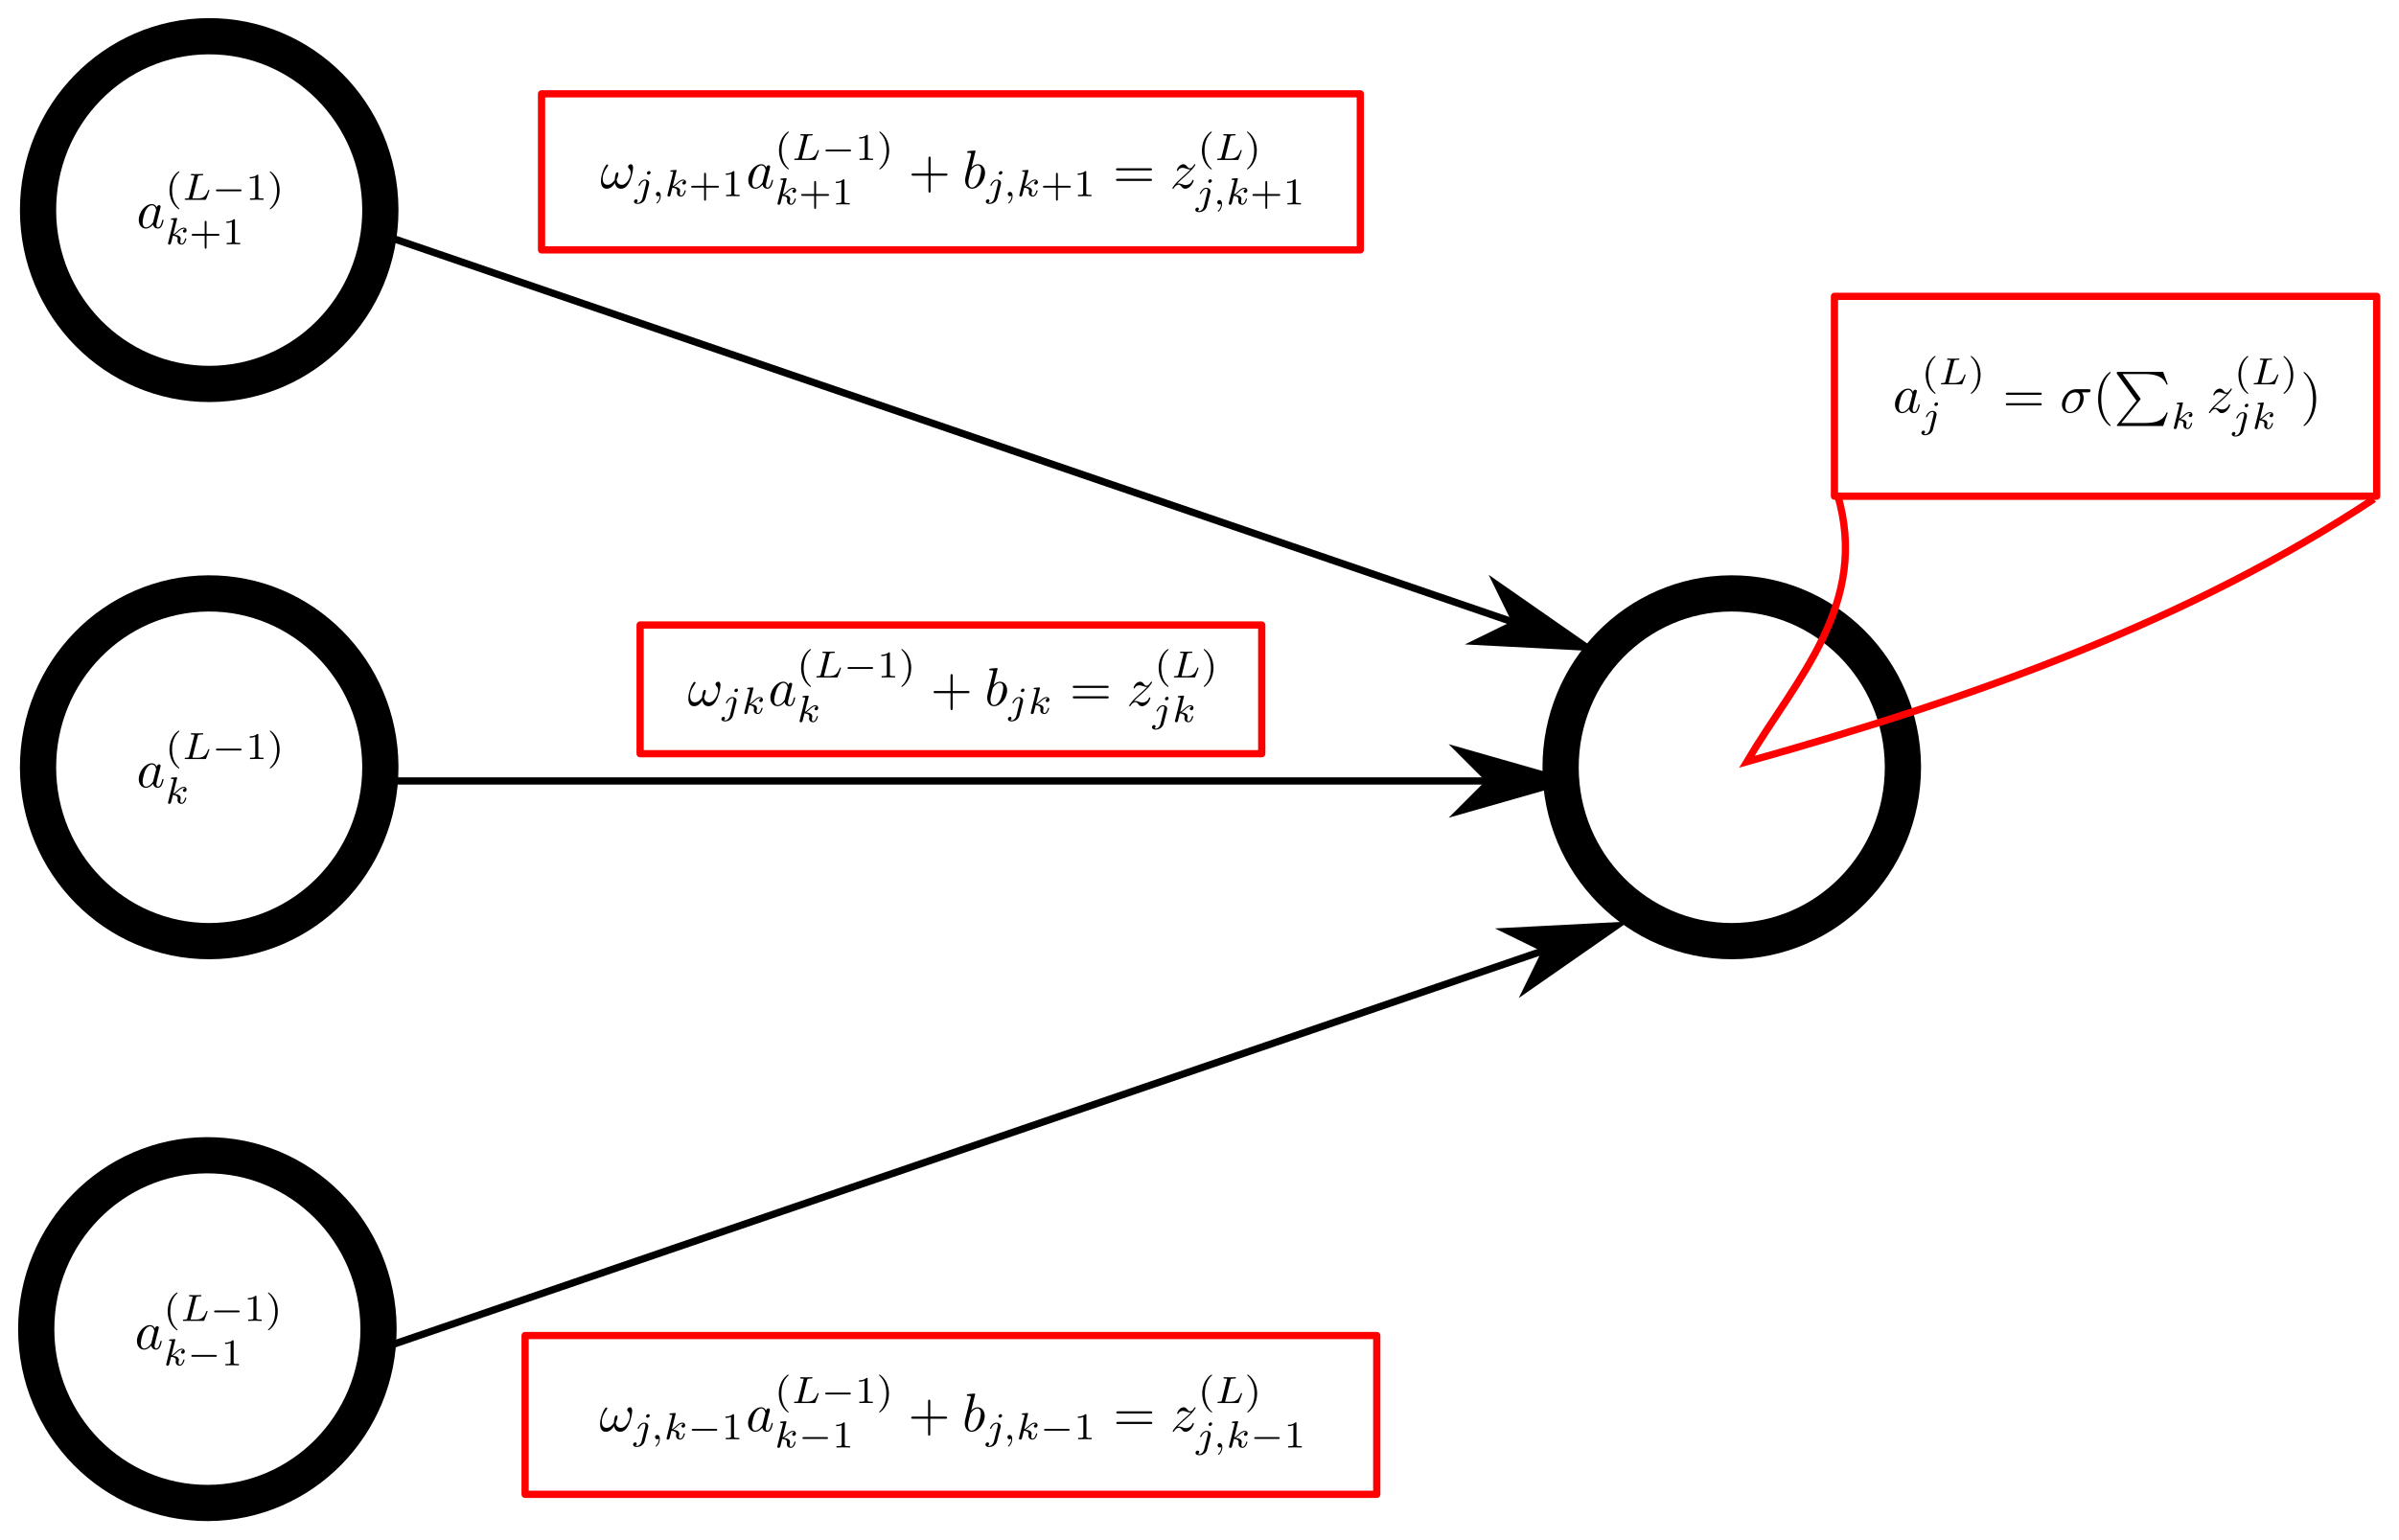 $\omega_{j,k+1}a_{k+1}^{(L-1)} + b_{j,k+1} = z_{j,k+1}^{(L)}$
$a_{k+1}^{(L-1)}$
$a_j^{(L)} = \sigma(\sum_k z_{jk}^{(L)})$
$\omega_{jk}a_k^{(L-1)} + b_{jk} = z_{jk}^{(L)}$
$a_k^{(L-1)}$
$a_{k-1}^{(L-1)}$
$\omega_{j,k-1}a_{k-1}^{(L-1)} + b_{j,k-1} = z_{j,k-1}^{(L)}$